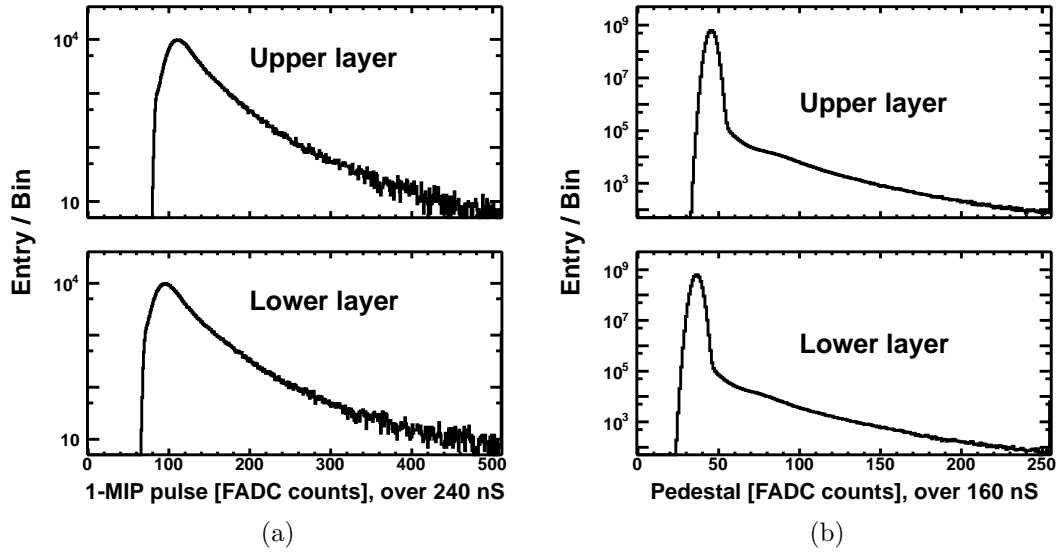 Entry / Bin
10⁴
10
Upper layer
10⁴
10
Lower layer
0 100 200 300 400 500
1-MIP pulse [FADC counts], over 240 nS
(a)
Entry / Bin
10⁹
10⁷
10⁵
10³
Upper layer
10⁹
10⁷
10⁵
10³
Lower layer
0 50 100 150 200 250
Pedestal [FADC counts], over 160 nS
(b)